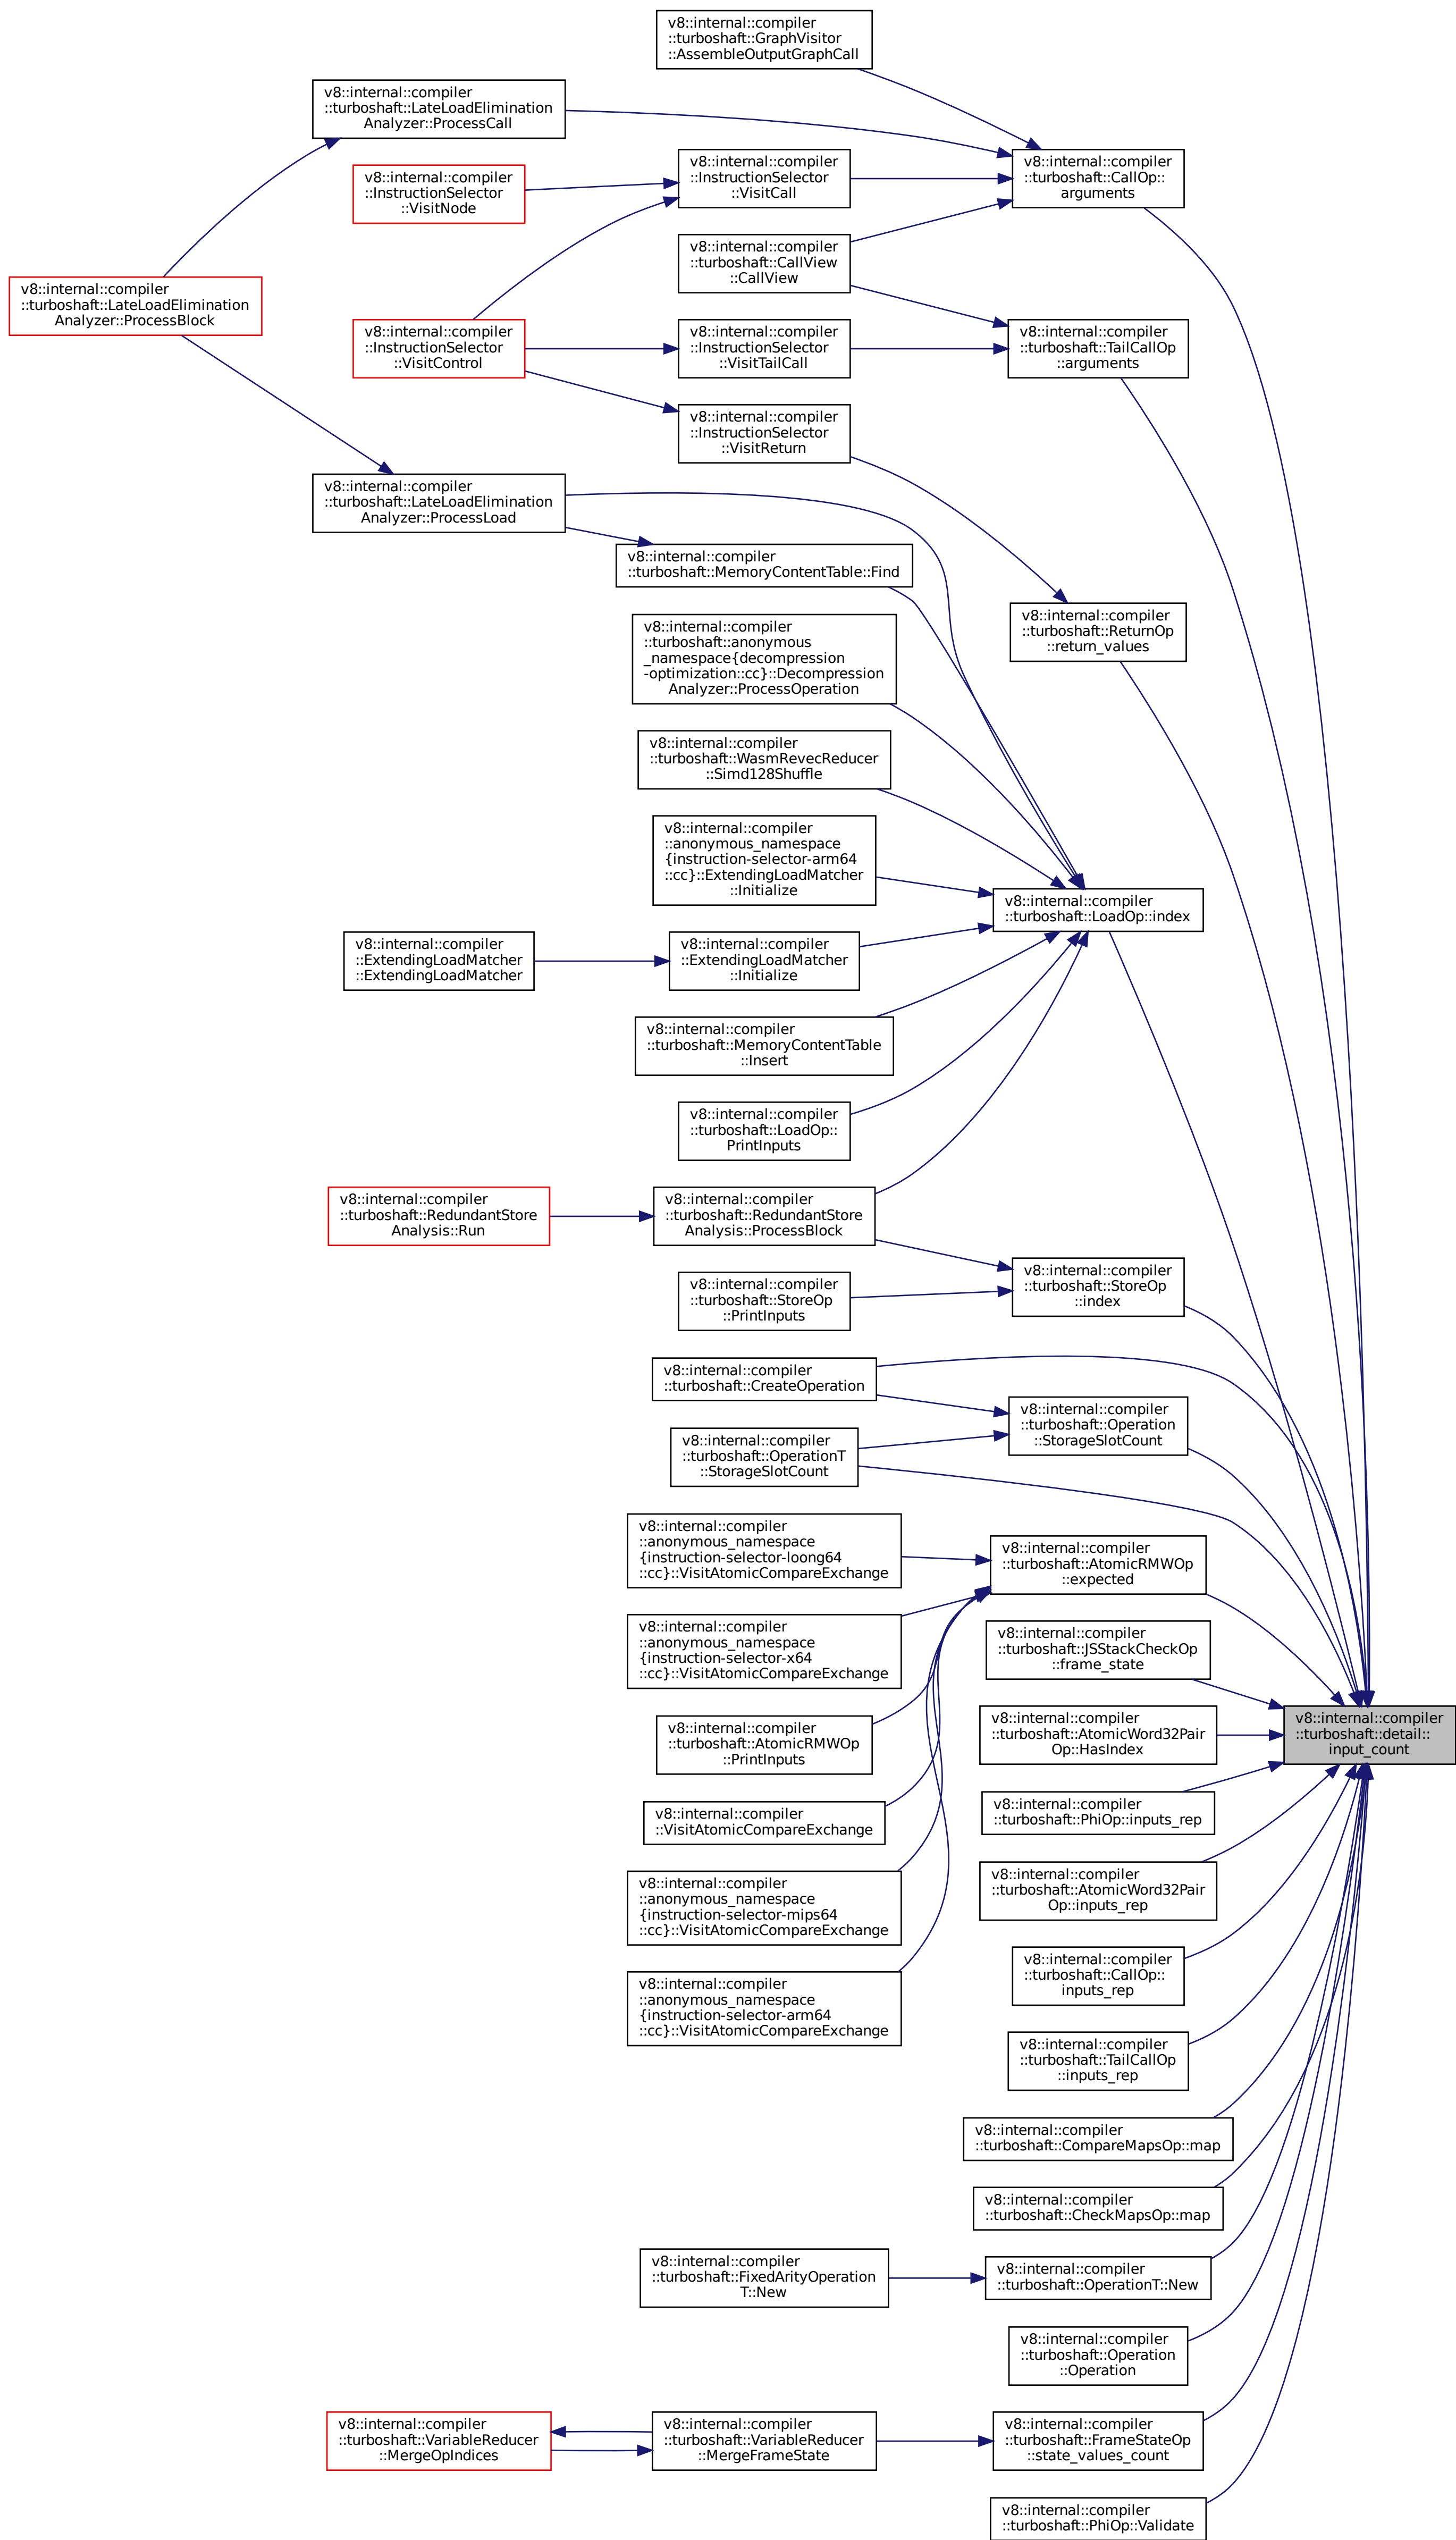 v8::internal::compiler
::turboshaft::GraphVisitor
::AssembleOutputGraphCall
v8::internal::compiler
::turboshaft::LateLoadElimination
Analyzer::ProcessCall
v8::internal::compiler
::InstructionSelector
::VisitCall
v8::internal::compiler
::turboshaft::CallOp::
arguments
v8::internal::compiler
::InstructionSelector
::VisitNode
v8::internal::compiler
::turboshaft::CallView
::CallView
v8::internal::compiler
::turboshaft::LateLoadElimination
Analyzer::ProcessBlock
v8::internal::compiler
::InstructionSelector
::VisitControl
v8::internal::compiler
::InstructionSelector
::VisitTailCall
v8::internal::compiler
::turboshaft::TailCallOp
::arguments
v8::internal::compiler
::InstructionSelector
::VisitReturn
v8::internal::compiler
::turboshaft::LateLoadElimination
Analyzer::ProcessLoad
v8::internal::compiler
::turboshaft::MemoryContentTable::Find
v8::internal::compiler
::turboshaft::ReturnOp
::return_values
v8::internal::compiler
::turboshaft::anonymous
_namespace{decompression
-optimization::cc}::Decompression
Analyzer::ProcessOperation
v8::internal::compiler
::turboshaft::WasmRevecReducer
::Simd128Shuffle
v8::internal::compiler
::anonymous_namespace
{instruction-selector-arm64
::cc}::ExtendingLoadMatcher
::Initialize
v8::internal::compiler
::turboshaft::LoadOp::index
v8::internal::compiler
::ExtendingLoadMatcher
::ExtendingLoadMatcher
v8::internal::compiler
::ExtendingLoadMatcher
::Initialize
v8::internal::compiler
::turboshaft::MemoryContentTable
::Insert
v8::internal::compiler
::turboshaft::LoadOp::
PrintInputs
v8::internal::compiler
::turboshaft::RedundantStore
Analysis::Run
v8::internal::compiler
::turboshaft::RedundantStore
Analysis::ProcessBlock
v8::internal::compiler
::turboshaft::StoreOp
::index
v8::internal::compiler
::turboshaft::StoreOp
::PrintInputs
v8::internal::compiler
::turboshaft::CreateOperation
v8::internal::compiler
::turboshaft::Operation
::StorageSlotCount
v8::internal::compiler
::turboshaft::OperationT
::StorageSlotCount
v8::internal::compiler
::anonymous_namespace
{instruction-selector-loong64
::cc}::VisitAtomicCompareExchange
v8::internal::compiler
::turboshaft::AtomicRMWOp
::expected
v8::internal::compiler
::anonymous_namespace
{instruction-selector-x64
::cc}::VisitAtomicCompareExchange
v8::internal::compiler
::turboshaft::JSStackCheckOp
::frame_state
v8::internal::compiler
::turboshaft::AtomicRMWOp
::PrintInputs
v8::internal::compiler
::turboshaft::AtomicWord32Pair
Op::HasIndex
v8::internal::compiler
::turboshaft::detail::
input_count
v8::internal::compiler
::VisitAtomicCompareExchange
v8::internal::compiler
::turboshaft::PhiOp::inputs_rep
v8::internal::compiler
::anonymous_namespace
{instruction-selector-mips64
::cc}::VisitAtomicCompareExchange
v8::internal::compiler
::turboshaft::AtomicWord32Pair
Op::inputs_rep
v8::internal::compiler
::turboshaft::CallOp::
inputs_rep
v8::internal::compiler
::anonymous_namespace
{instruction-selector-arm64
::cc}::VisitAtomicCompareExchange
v8::internal::compiler
::turboshaft::TailCallOp
::inputs_rep
v8::internal::compiler
::turboshaft::CompareMapsOp::map
v8::internal::compiler
::turboshaft::CheckMapsOp::map
v8::internal::compiler
::turboshaft::FixedArityOperation
T::New
v8::internal::compiler
::turboshaft::OperationT::New
v8::internal::compiler
::turboshaft::Operation
::Operation
v8::internal::compiler
::turboshaft::VariableReducer
::MergeOpIndices
v8::internal::compiler
::turboshaft::VariableReducer
::MergeFrameState
v8::internal::compiler
::turboshaft::FrameStateOp
::state_values_count
v8::internal::compiler
::turboshaft::PhiOp::Validate